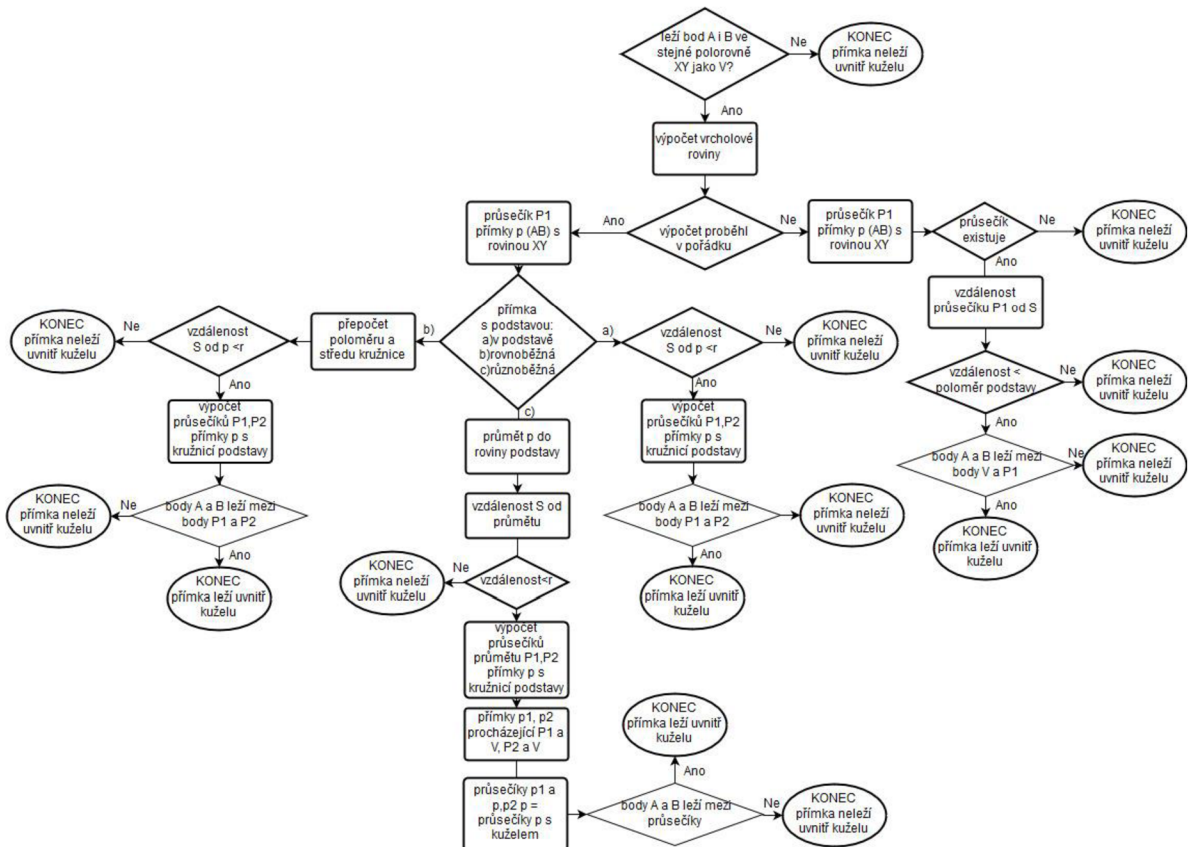 leží bod A i B ve
stejné polorovně
XY jako V?
Ne
KONEC
přímka neleží
uvnitř kuželu
Ano
výpočet vrcholové
roviny
výpočet proběhl
v pořádku
Ano
průsečík P1
přímky p (AB) s
rovinou XY
Ne
průsečík P1
přímky p (AB) s
rovinou XY
průsečík
existuje
Ne
KONEC
přímka neleží
uvnitř kuželu
Ano
vzdálenost
průsečíku P1 od S
vzdálenost <
poloměr podstavy
Ne
KONEC
přímka neleží
uvnitř kuželu
Ano
body A a B leží mezi
body V a P1
Ne
KONEC
přímka neleží
uvnitř kuželu
Ano
KONEC
přímka leží uvnitř
kuželu
přímka
s podstavou:
a)v podstavě
b)rovnoběžná
c)různoběžná
a)
vzdálenost
S od p <r
Ne
KONEC
přímka neleží
uvnitř kuželu
Ano
výpočet
průsečíků P1,P2
přímky p s
kružnicí podstavy
body A a B leží mezi
body P1 a P2
KONEC
přímka neleží
uvnitř kuželu
Ano
KONEC
přímka leží uvnitř
kuželu
b)
přepočet
poloměru a
středu kružnice
vzdálenost
S od p <r
Ne
KONEC
přímka neleží
uvnitř kuželu
Ano
výpočet
průsečíků P1,P2
přímky p s
kružnicí podstavy
body A a B leží mezi
body P1 a P2
Ne
KONEC
přímka neleží
uvnitř kuželu
Ano
KONEC
přímka leží uvnitř
kuželu
c)
průmět p do
roviny podstavy
vzdálenost S od
průmětu
vzdálenost<r
Ne
KONEC
přímka neleží
uvnitř kuželu
Ano
výpočet
průsečíků
průmětu P1,P2
přímky p s
kružnicí podstavy
přímky p1, p2
procházející P1 a
V, P2 a V
průsečíky p1 a
p,p2 p =
průsečíky p s
kuželem
body A a B leží mezi
průsečíky
Ano
KONEC
přímka leží uvnitř
kuželu
Ne
KONEC
přímka neleží
uvnitř kuželu